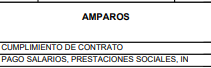 AMPAROS
CUMPLIMIENTO DE CONTRATO
PAGO SALARIOS, PRESTACIONES SOCIALES, IN